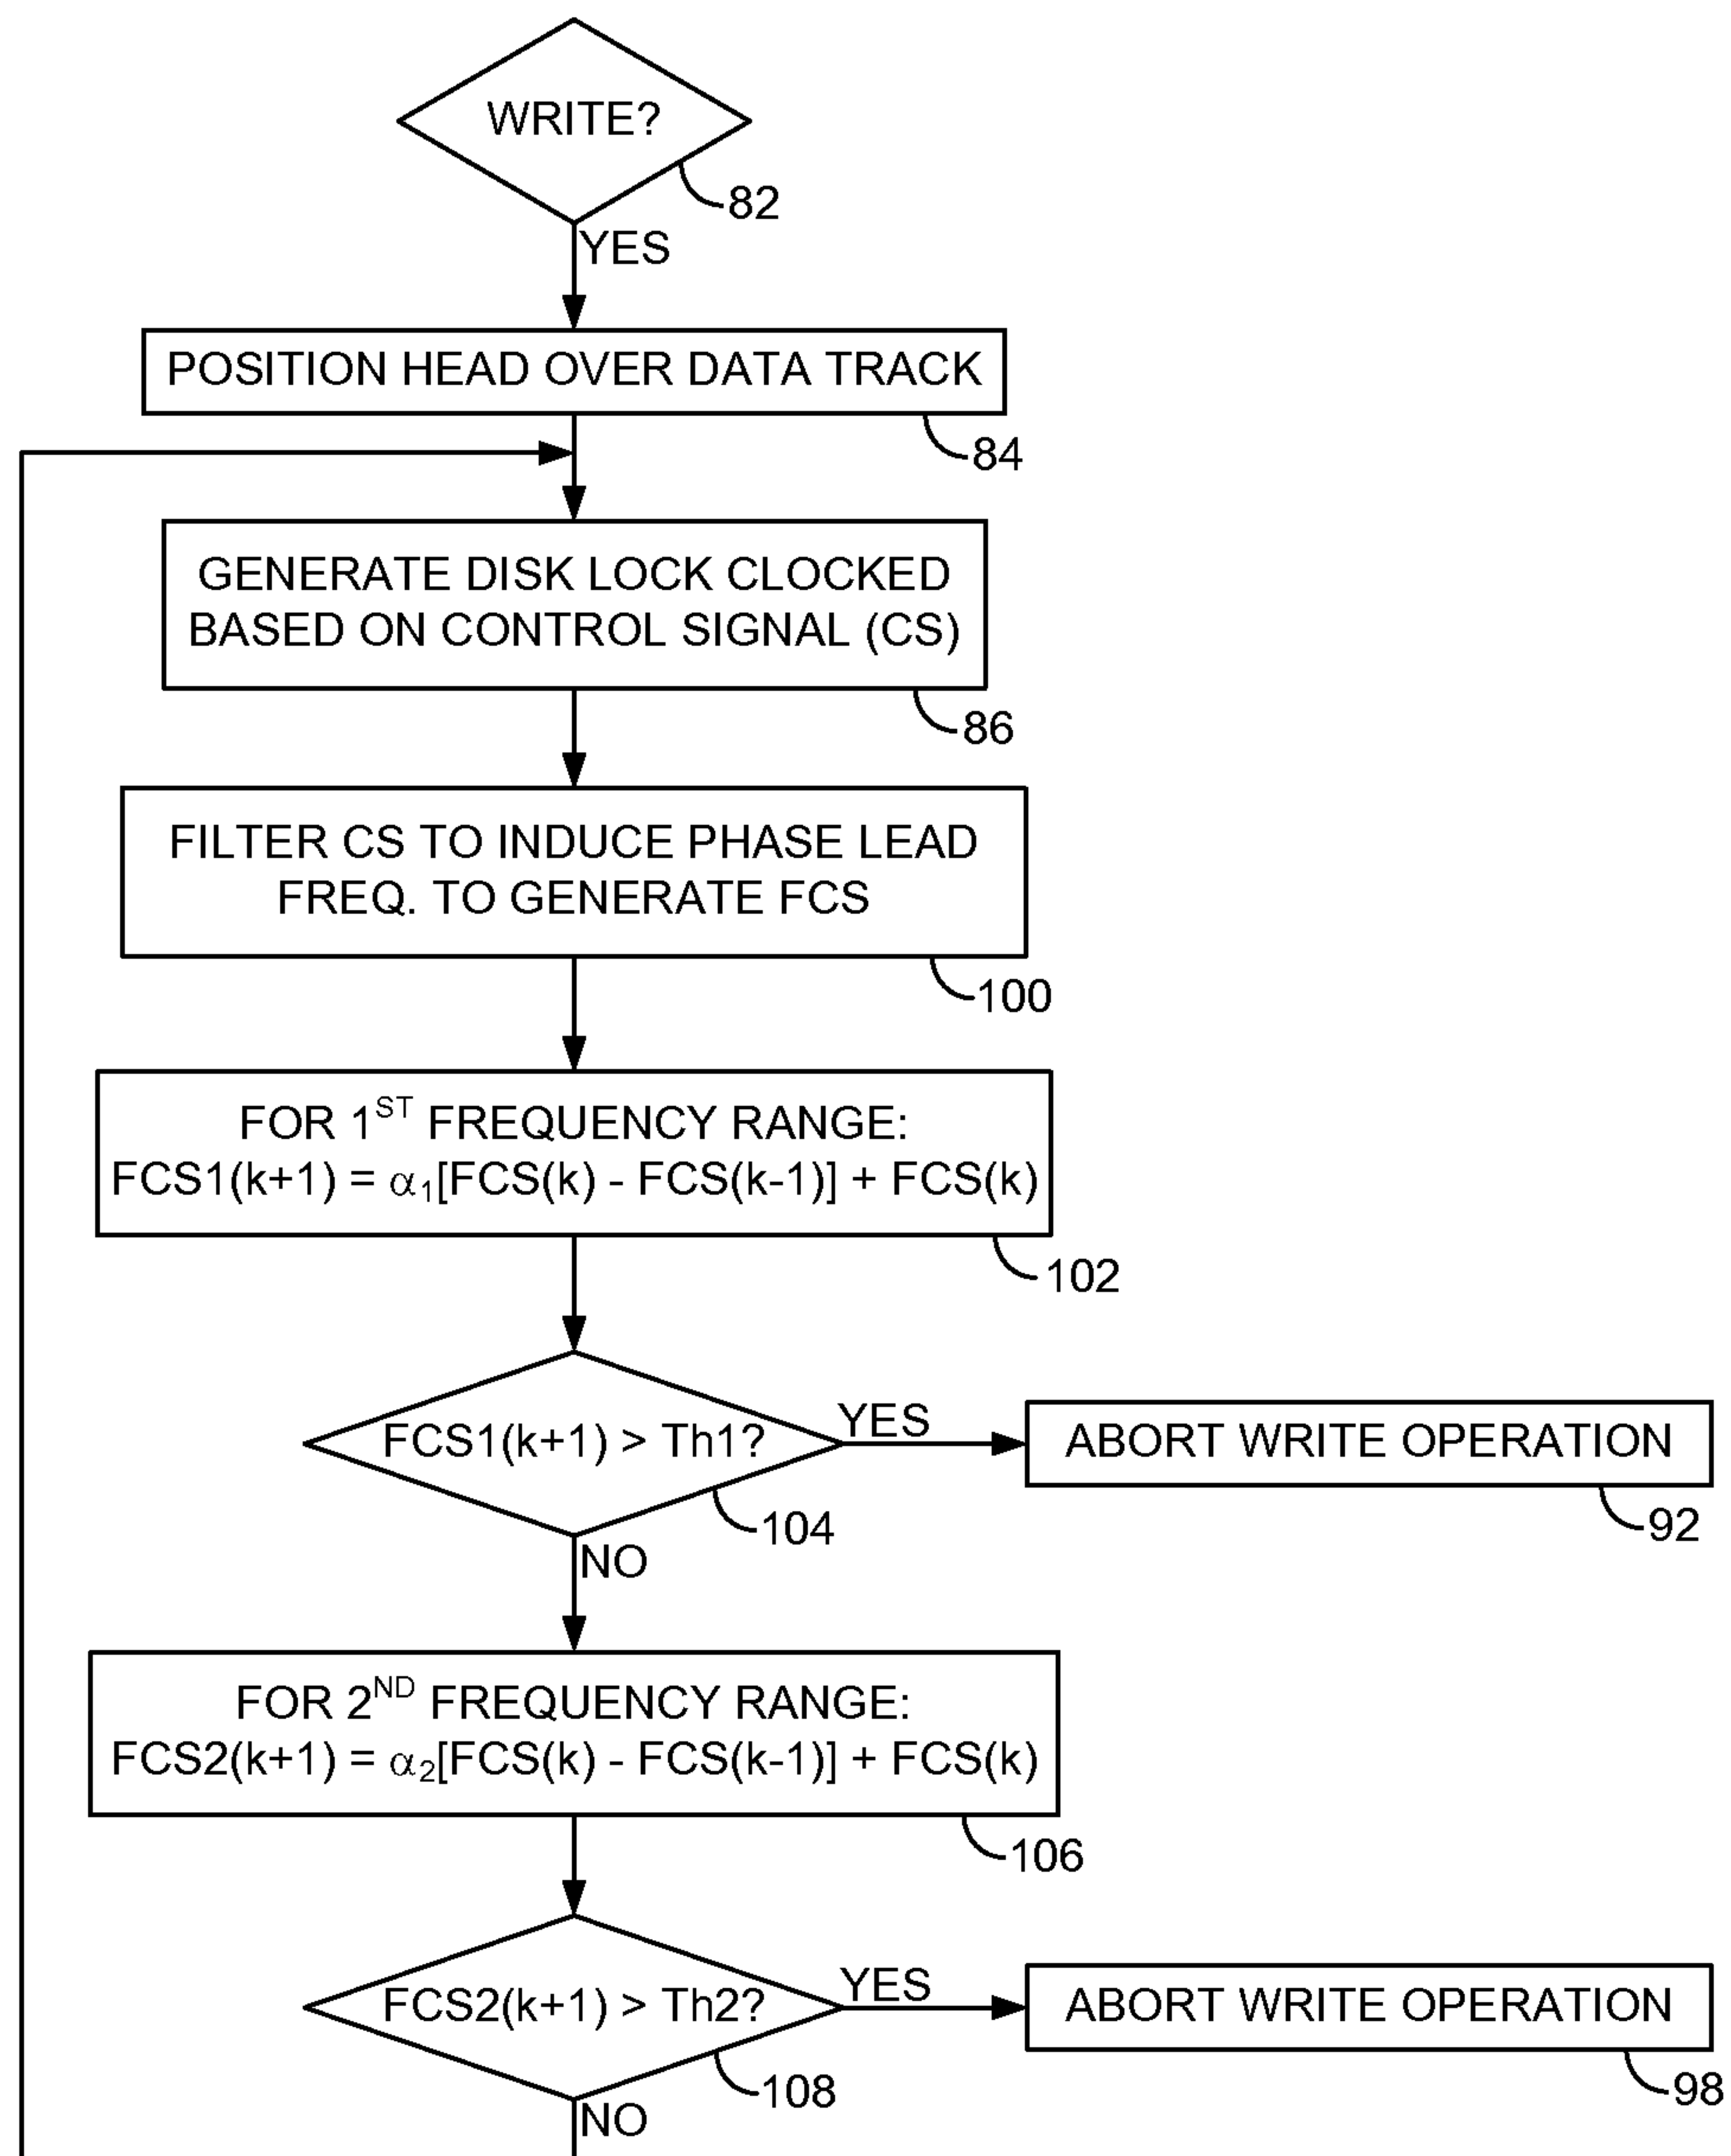 WRITE?
82
YES
POSITION HEAD OVER DATA TRACK
84
GENERATE DISK LOCK CLOCKED
BASED ON CONTROL SIGNAL (CS)
86
FILTER CS TO INDUCE PHASE LEAD
FREQ. TO GENERATE FCS
100
FOR 1ST FREQUENCY RANGE:
FCS1(k+1) = α1[FCS(k) - FCS(k-1)] + FCS(k)
102
FCS1(k+1) > Th1?
YES
ABORT WRITE OPERATION
104
92
NO
FOR 2ND FREQUENCY RANGE:
FCS2(k+1) = α2[FCS(k) - FCS(k-1)] + FCS(k)
106
FCS2(k+1) > Th2?
YES
ABORT WRITE OPERATION
108
98
NO